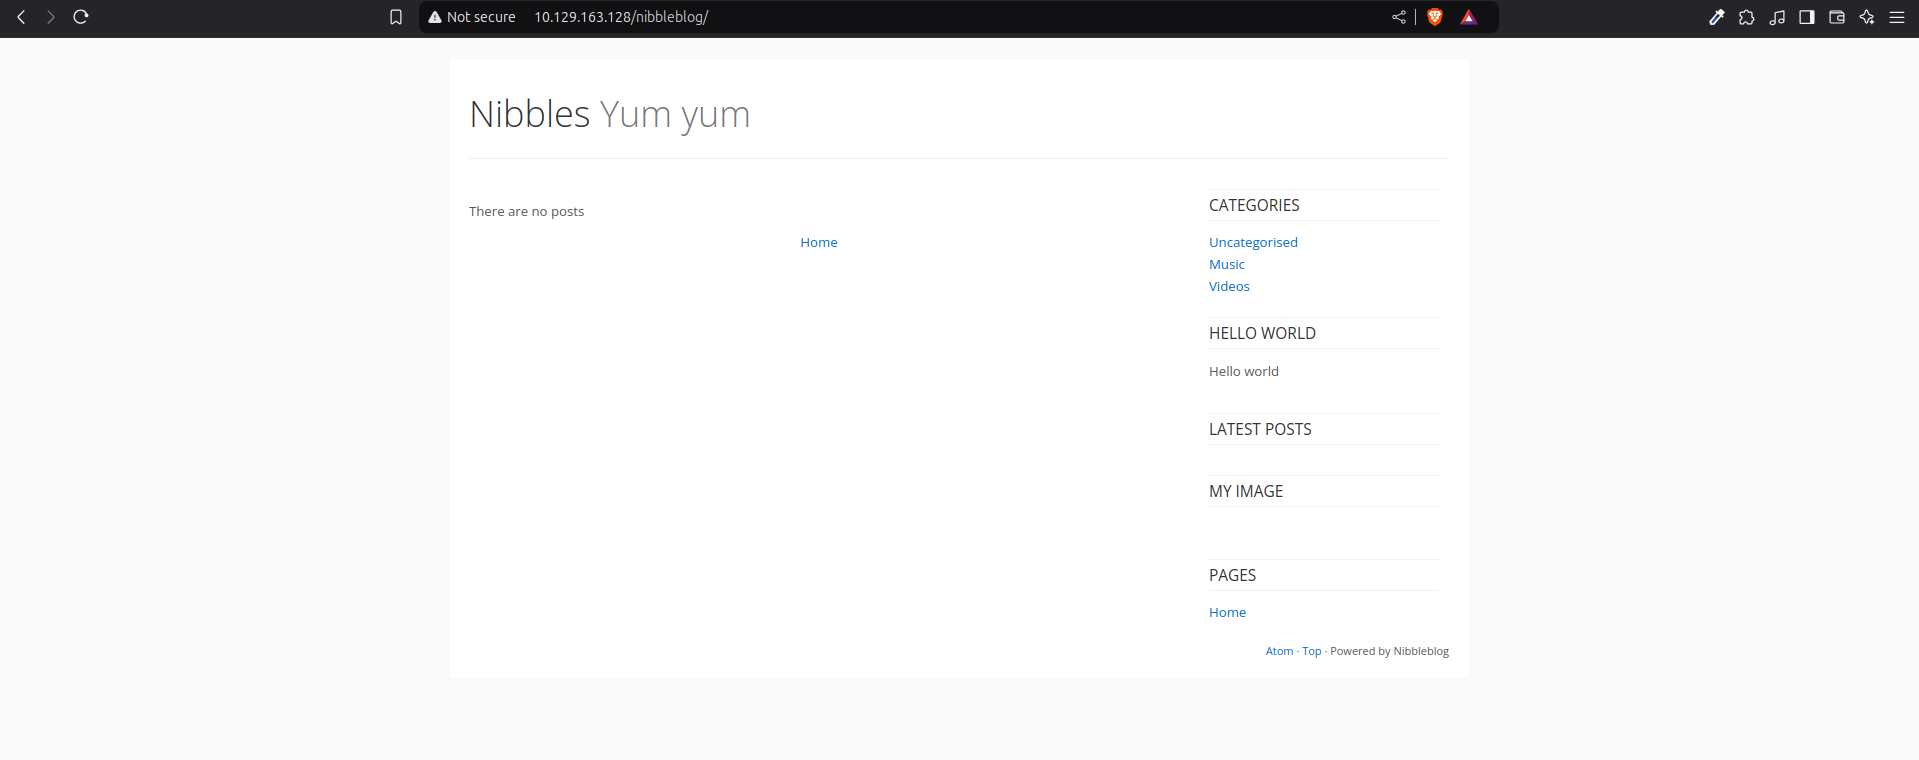 Not secure 10.129.163.128/nibbleblog/
Nibbles Yum yum
There are no posts
Home
CATEGORIES
Uncategorised
Music
Videos
HELLO WORLD
Hello world
LATEST POSTS
MY IMAGE
PAGES
Home
Atom · Top · Powered by Nibbleblog